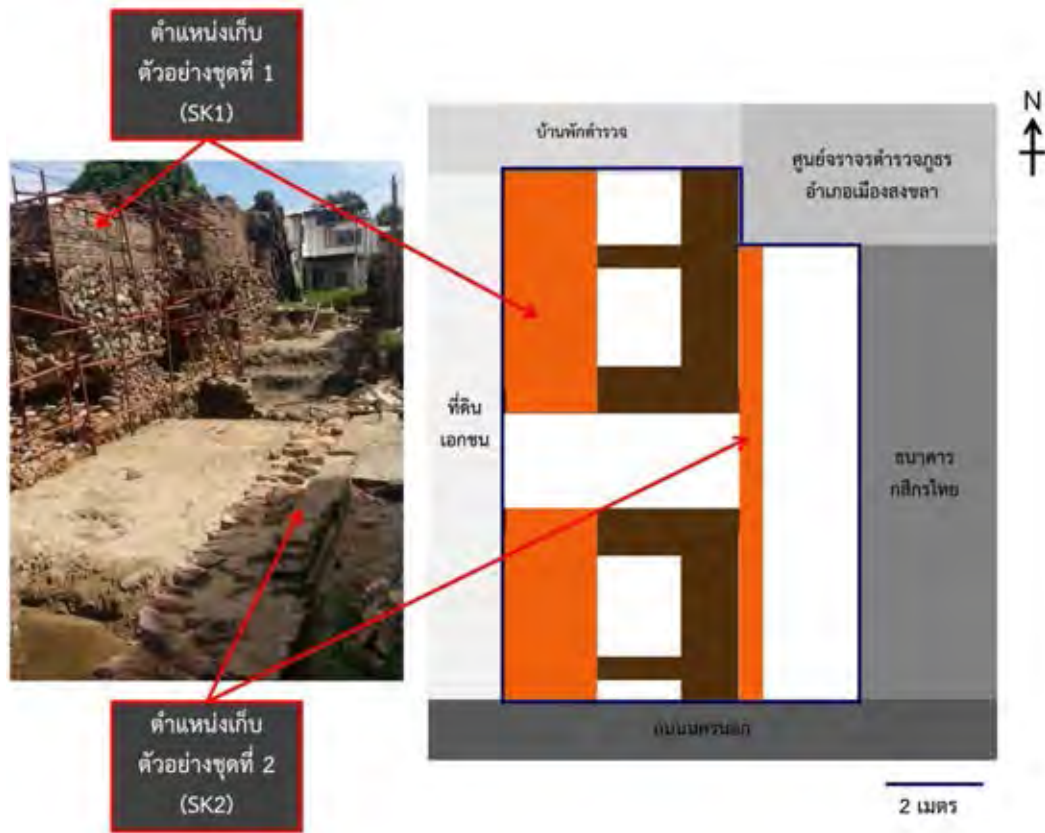 ตำแหน่งเก็บ
ตัวอย่างชุดที่ 1
(SK1)
N
บ้านพักตำรวจ
ศูนย์จราจรตำรวจภูธร
อำเภอเมืองสงขลา
ที่ดิน
เอกชน
ธนาคาร
กสิกรไทย
ถนนนครนอก
ตำแหน่งเก็บ
ตัวอย่างชุดที่ 2
(SK2)
2 เมตร